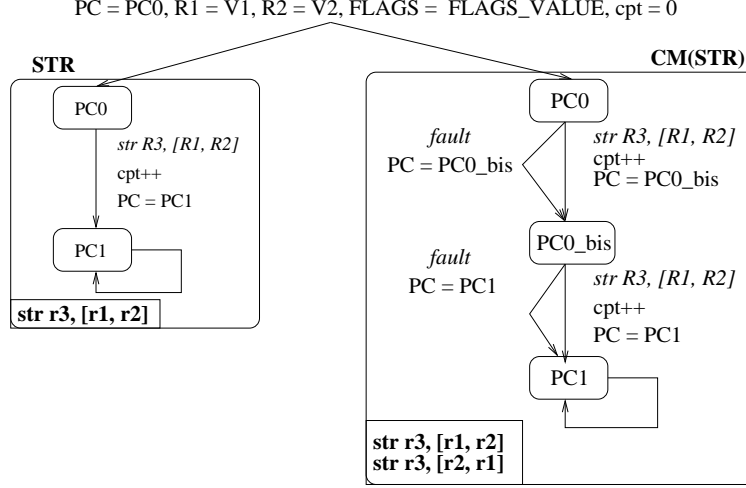 PC = PC0, R1 = V1, R2 = V2, FLAGS = FLAGS_VALUE, cpt = 0
STR
PC0
str R3, [R1, R2]
cpt++
PC = PC1
PC1
str r3, [r1, r2]
CM(STR)
PC0
fault
PC = PC0_bis
str R3, [R1, R2]
cpt++
PC = PC0_bis
PC0_bis
fault
PC = PC1
str R3, [R1, R2]
cpt++
PC = PC1
PC1
str r3, [r1, r2]
str r3, [r2, r1]